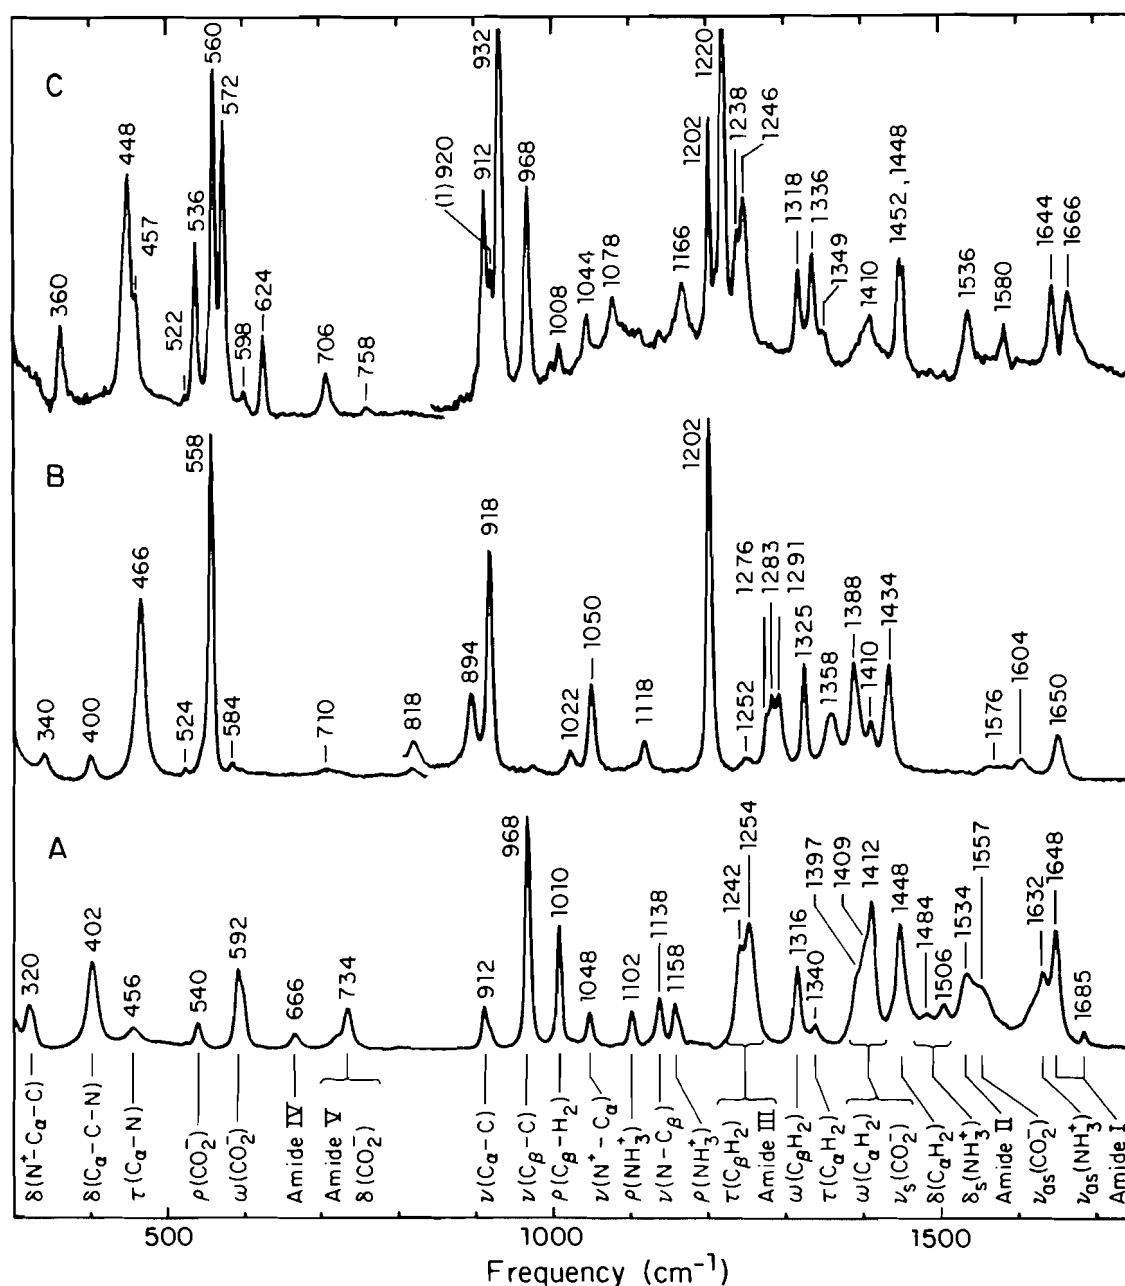 C
360
448
457
522
536
560
572
598
624
706
758
(1) 920
912
932
968
1008
1044
1078
1166
1202
1220
1238
1246
1318
1336
1349
1410
1452, 1448
1536
1580
1644
1666
B
340
400
466
524
558
584
710
818
894
918
1022
1050
1118
1202
1252
1276
1283
1291
1325
1358
1388
1410
1434
1576
1604
1650
A
320
402
456
540
592
666
734
912
968
1010
1048
1102
1138
1158
1242
1254
1316
1340
1397
1409
1412
1448
1484
1506
1534
1557
1632
1648
1685
δ(N⁺-Cα-C)
δ(Cα-C-N)
τ(Cα-N)
ρ(CO₂⁻)
ω(CO₂⁻)
Amide IV
Amide V
δ(CO₂⁻)
ν(Cα-C)
ν(Cβ-C)
ρ(Cβ-H₂)
ν(N⁺-Cα)
ρ(NH₃⁺)
ν(N-Cβ)
ρ(NH₃⁺)
τ(CβH₂)
Amide III
ω(CβH₂)
τ(CαH₂)
ω(CαH₂)
νs(CO₂⁻)
δ(CαH₂)
δs(NH₃⁺)
Amide II
νas(CO₂⁻)
νas(NH₃⁺)
Amide I
500
1000
1500
Frequency (cm⁻¹)